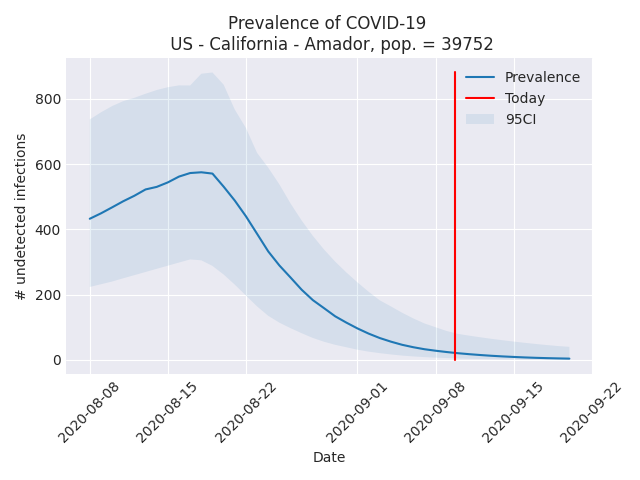 Prevalence of COVID-19
US - California - Amador, pop. = 39752
Prevalence
Today
95CI
# undetected infections
800
600
400
200
0
2020-08-08
2020-08-15
2020-08-22
2020-09-01
2020-09-08
2020-09-15
2020-09-22
Date